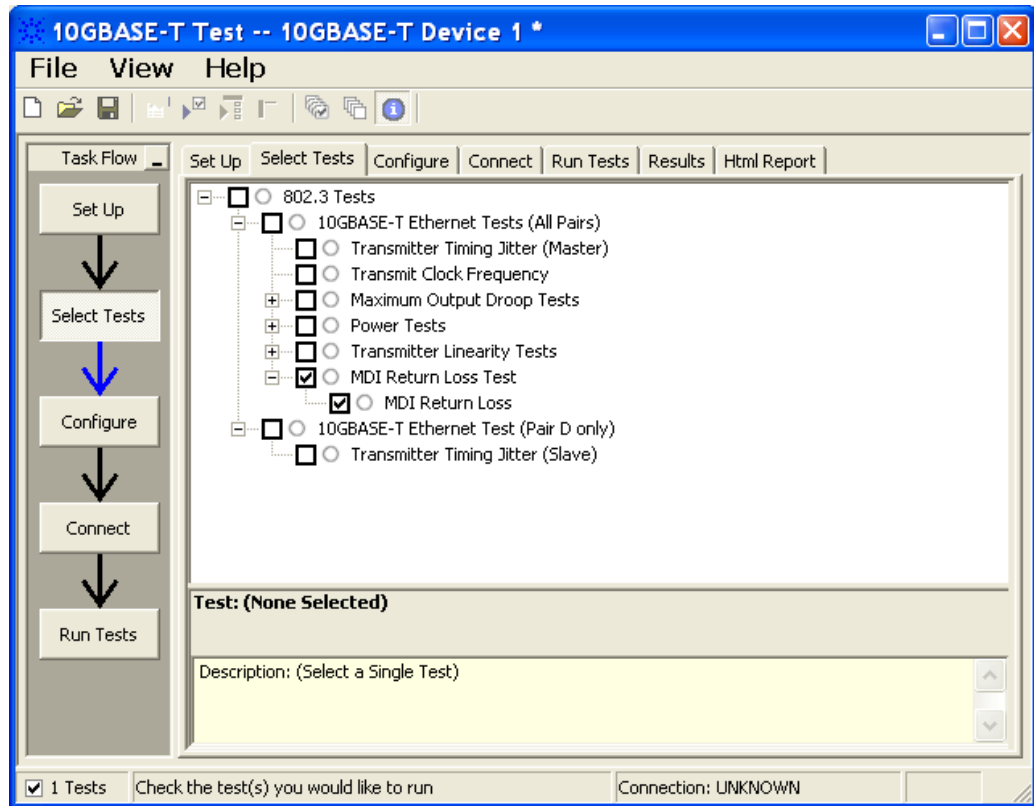 10GBASE-T Test -- 10GBASE-T Device 1 *
File View Help
Task Flow
Set Up
Select Tests
Configure
Connect
Run Tests
Set Up Select Tests Configure Connect Run Tests Results Html Report
802.3 Tests
10GBASE-T Ethernet Tests (All Pairs)
Transmitter Timing Jitter (Master)
Transmit Clock Frequency
Maximum Output Droop Tests
Power Tests
Transmitter Linearity Tests
MDI Return Loss Test
MDI Return Loss
10GBASE-T Ethernet Test (Pair D only)
Transmitter Timing Jitter (Slave)
Test: (None Selected)
Description: (Select a Single Test)
1 Tests Check the test(s) you would like to run Connection: UNKNOWN